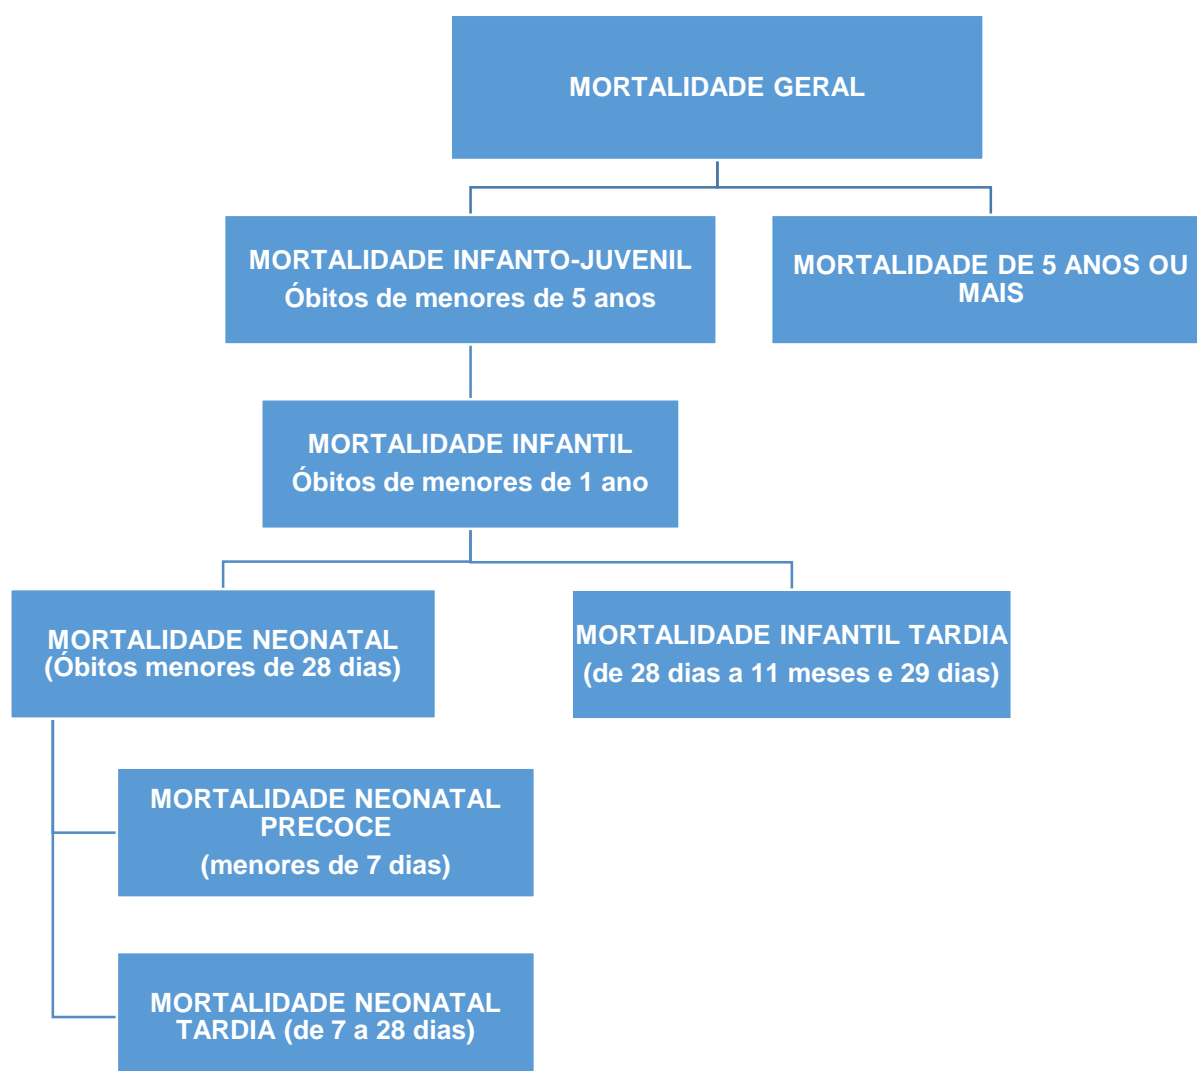 MORTALIDADE GERAL
MORTALIDADE INFANTO-JUVENIL
Óbitos de menores de 5 anos
MORTALIDADE DE 5 ANOS OU
MAIS
MORTALIDADE INFANTIL
Óbitos de menores de 1 ano
MORTALIDADE NEONATAL
(Óbitos menores de 28 dias)
MORTALIDADE INFANTIL TARDIA
(de 28 dias a 11 meses e 29 dias)
MORTALIDADE NEONATAL
PRECOCE
(menores de 7 dias)
MORTALIDADE NEONATAL
TARDIA (de 7 a 28 dias)